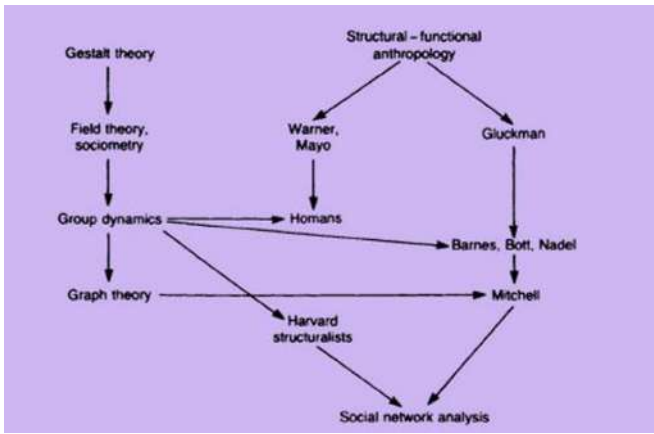 Structural – functional
anthropology
Gestalt theory
Field theory,
sociometry
Warner,
Mayo
Gluckman
Group dynamics
Homans
Barnes, Bott, Nadel
Graph theory
Mitchell
Harvard
structuralists
Social network analysis